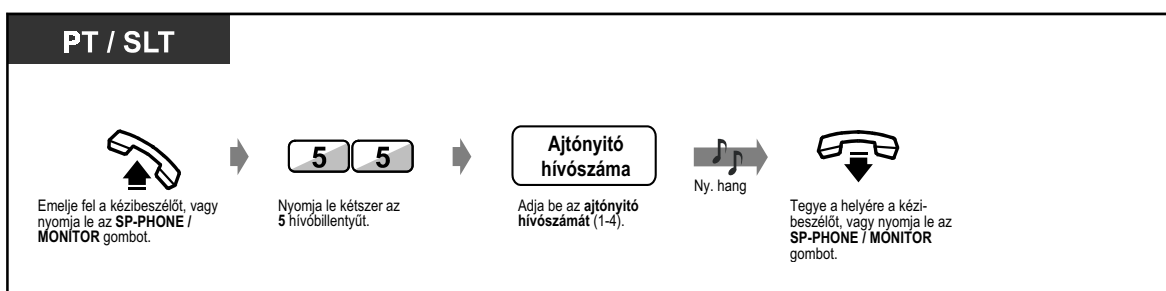 PT / SLT
5 5
Ajtónyitó
hívószáma
Ny. hang
Emelje fel a kézibeszélőt, vagy
nyomja le az SP-PHONE /
MONITOR gombot.
Nyomja le kétszer az
5 hívóbillentyűt.
Adja be az ajtónyitó
hívószámát (1-4).
Tegye a helyére a kézi-
beszélőt, vagy nyomja le az
SP-PHONE / MONITOR
gombot.